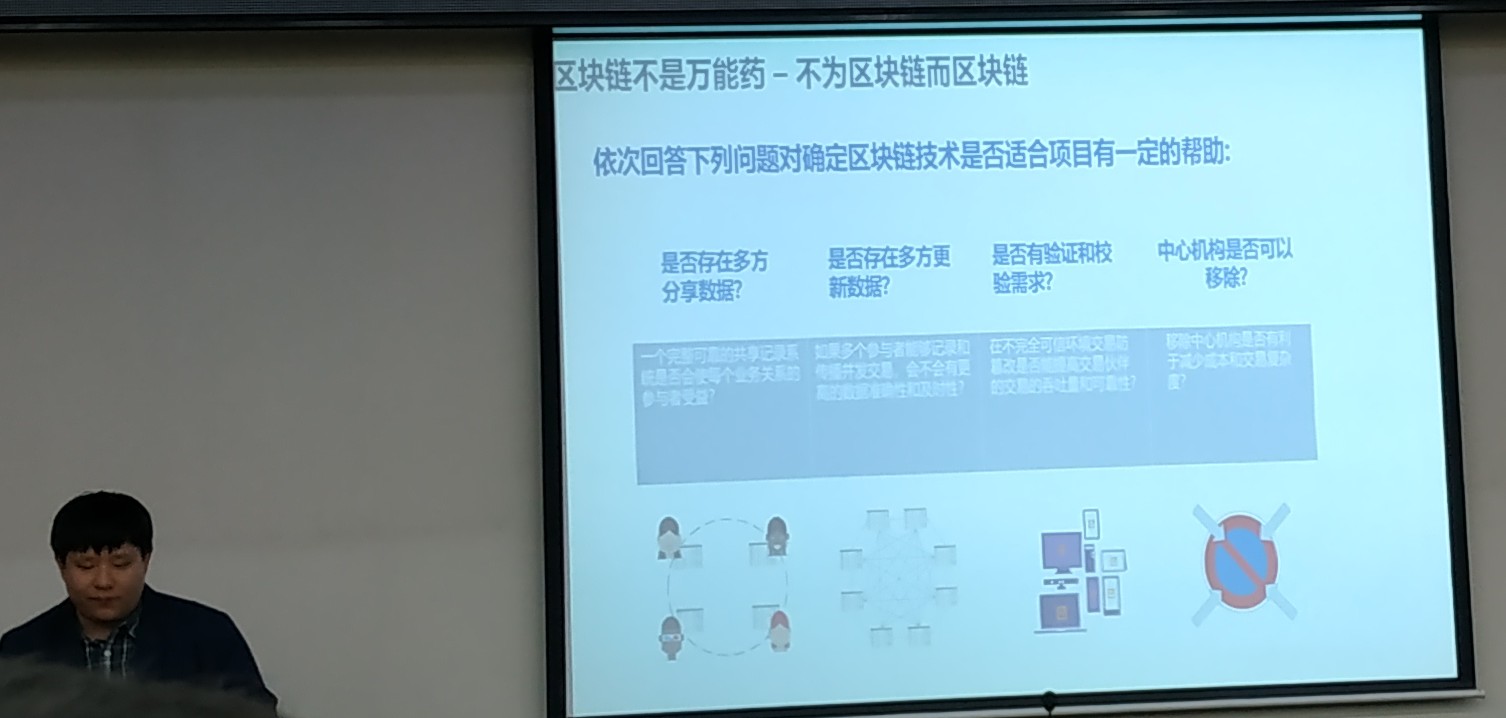 区块链不是万能药 – 不为区块链而区块链
依次回答下列问题对确定区块链技术是否适合项目有一定的帮助:
是否存在多方
分享数据?
是否存在多方更
新数据?
是否有验证和校
验需求?
中心机构是否可以
移除?
一个完整可靠的共享记录系
统是否会使每个业务关系的
参与者受益?
如果多个参与者能够记录和
传播并发交易，会不会有更
高的数据准确性和及时性?
在不完全可信环境交易防
篡改是否能提高交易伙伴
的交易的吞吐量和可靠性?
移除中心机构是否有利
于减少成本和交易复杂
度?